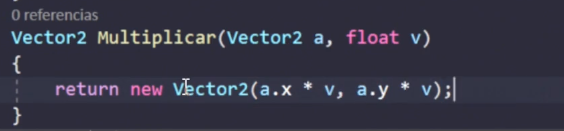 0 referencias
Vector2 Multiplicar(Vector2 a, float v)
{
return new Vector2(a.x * v, a.y * v);
}